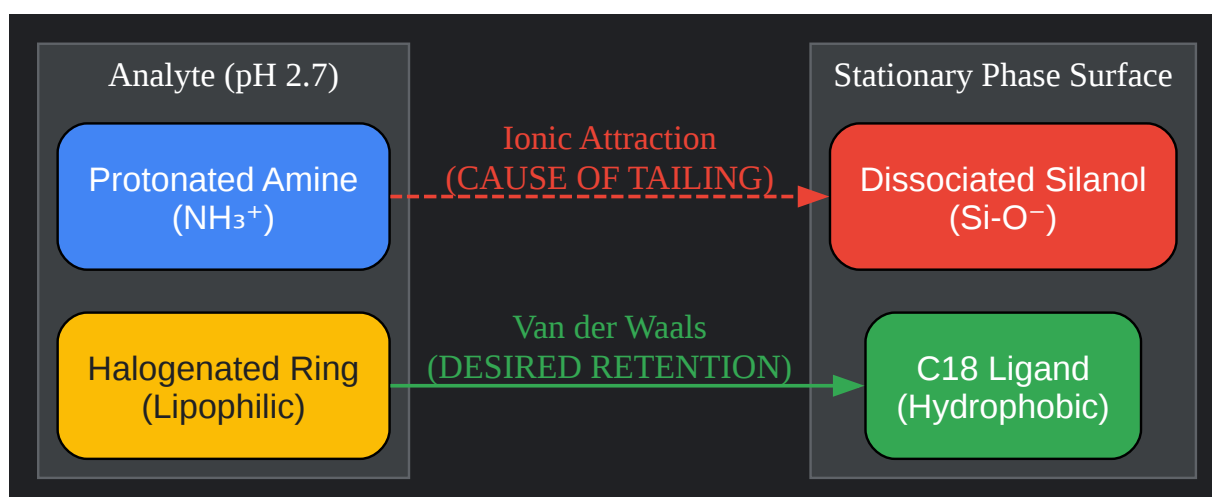 Analyte (pH 2.7)
Stationary Phase Surface
Protonated Amine
(NH₃⁺)
Ionic Attraction
(CAUSE OF TAILING)
Dissociated Silanol
(Si-O⁻)
Halogenated Ring
(Lipophilic)
Van der Waals
(DESIRED RETENTION)
C18 Ligand
(Hydrophobic)